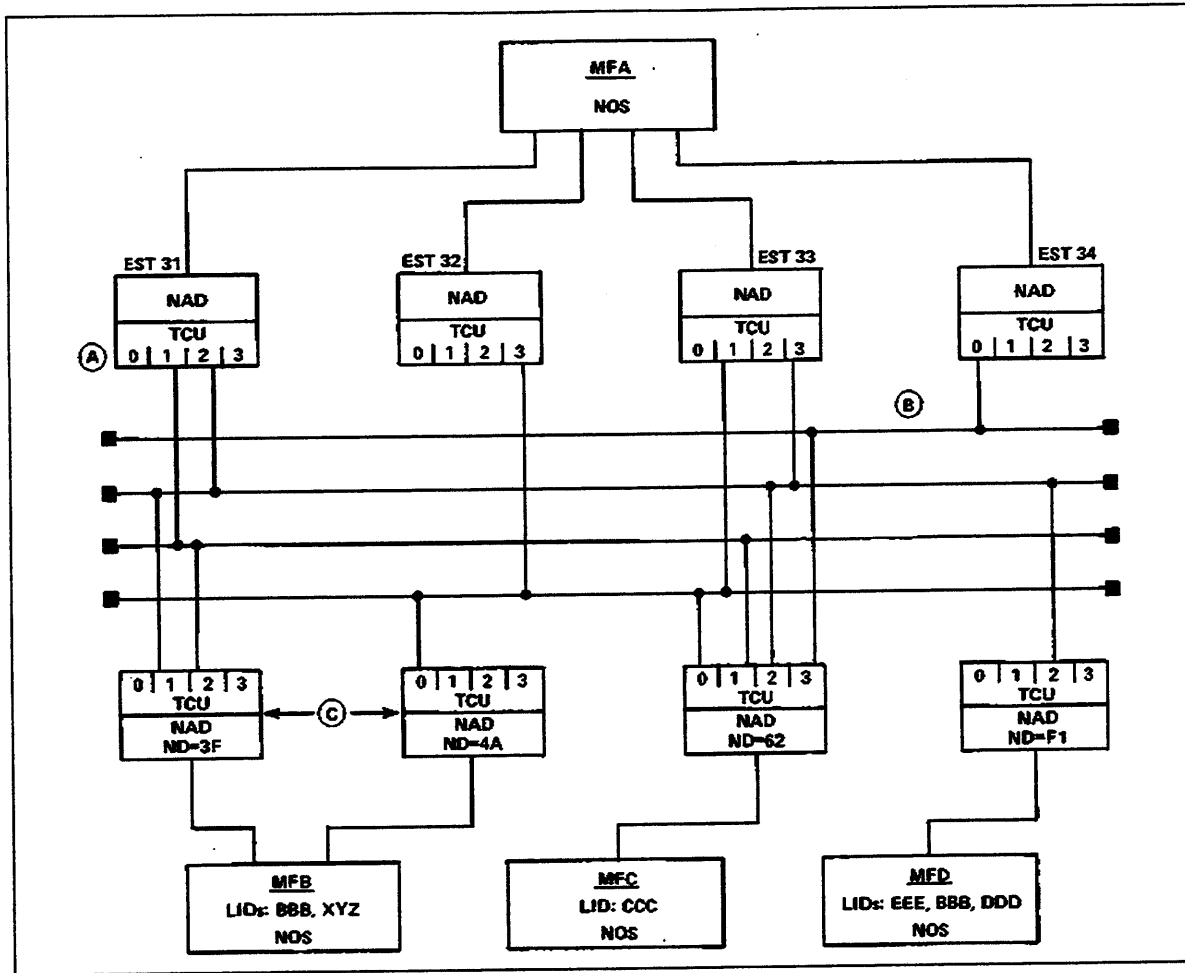 MFA
NOS
EST 31
EST 32
EST 33
EST 34
NAD
NAD
NAD
NAD
TCU
TCU
TCU
TCU
A
0 1 2 3
0 1 2 3
0 1 2 3
0 1 2 3
B
0 1 2 3
0 1 2 3
0 1 2 3
0 1 2 3
TCU
TCU
TCU
TCU
C
NAD
NAD
NAD
NAD
ND=3F
ND=4A
ND=62
ND=F1
MFB
LIDs: BBB, XYZ
NOS
MFC
LID: CCC
NOS
MFD
LIDs: EEE, BBB, DDD
NOS